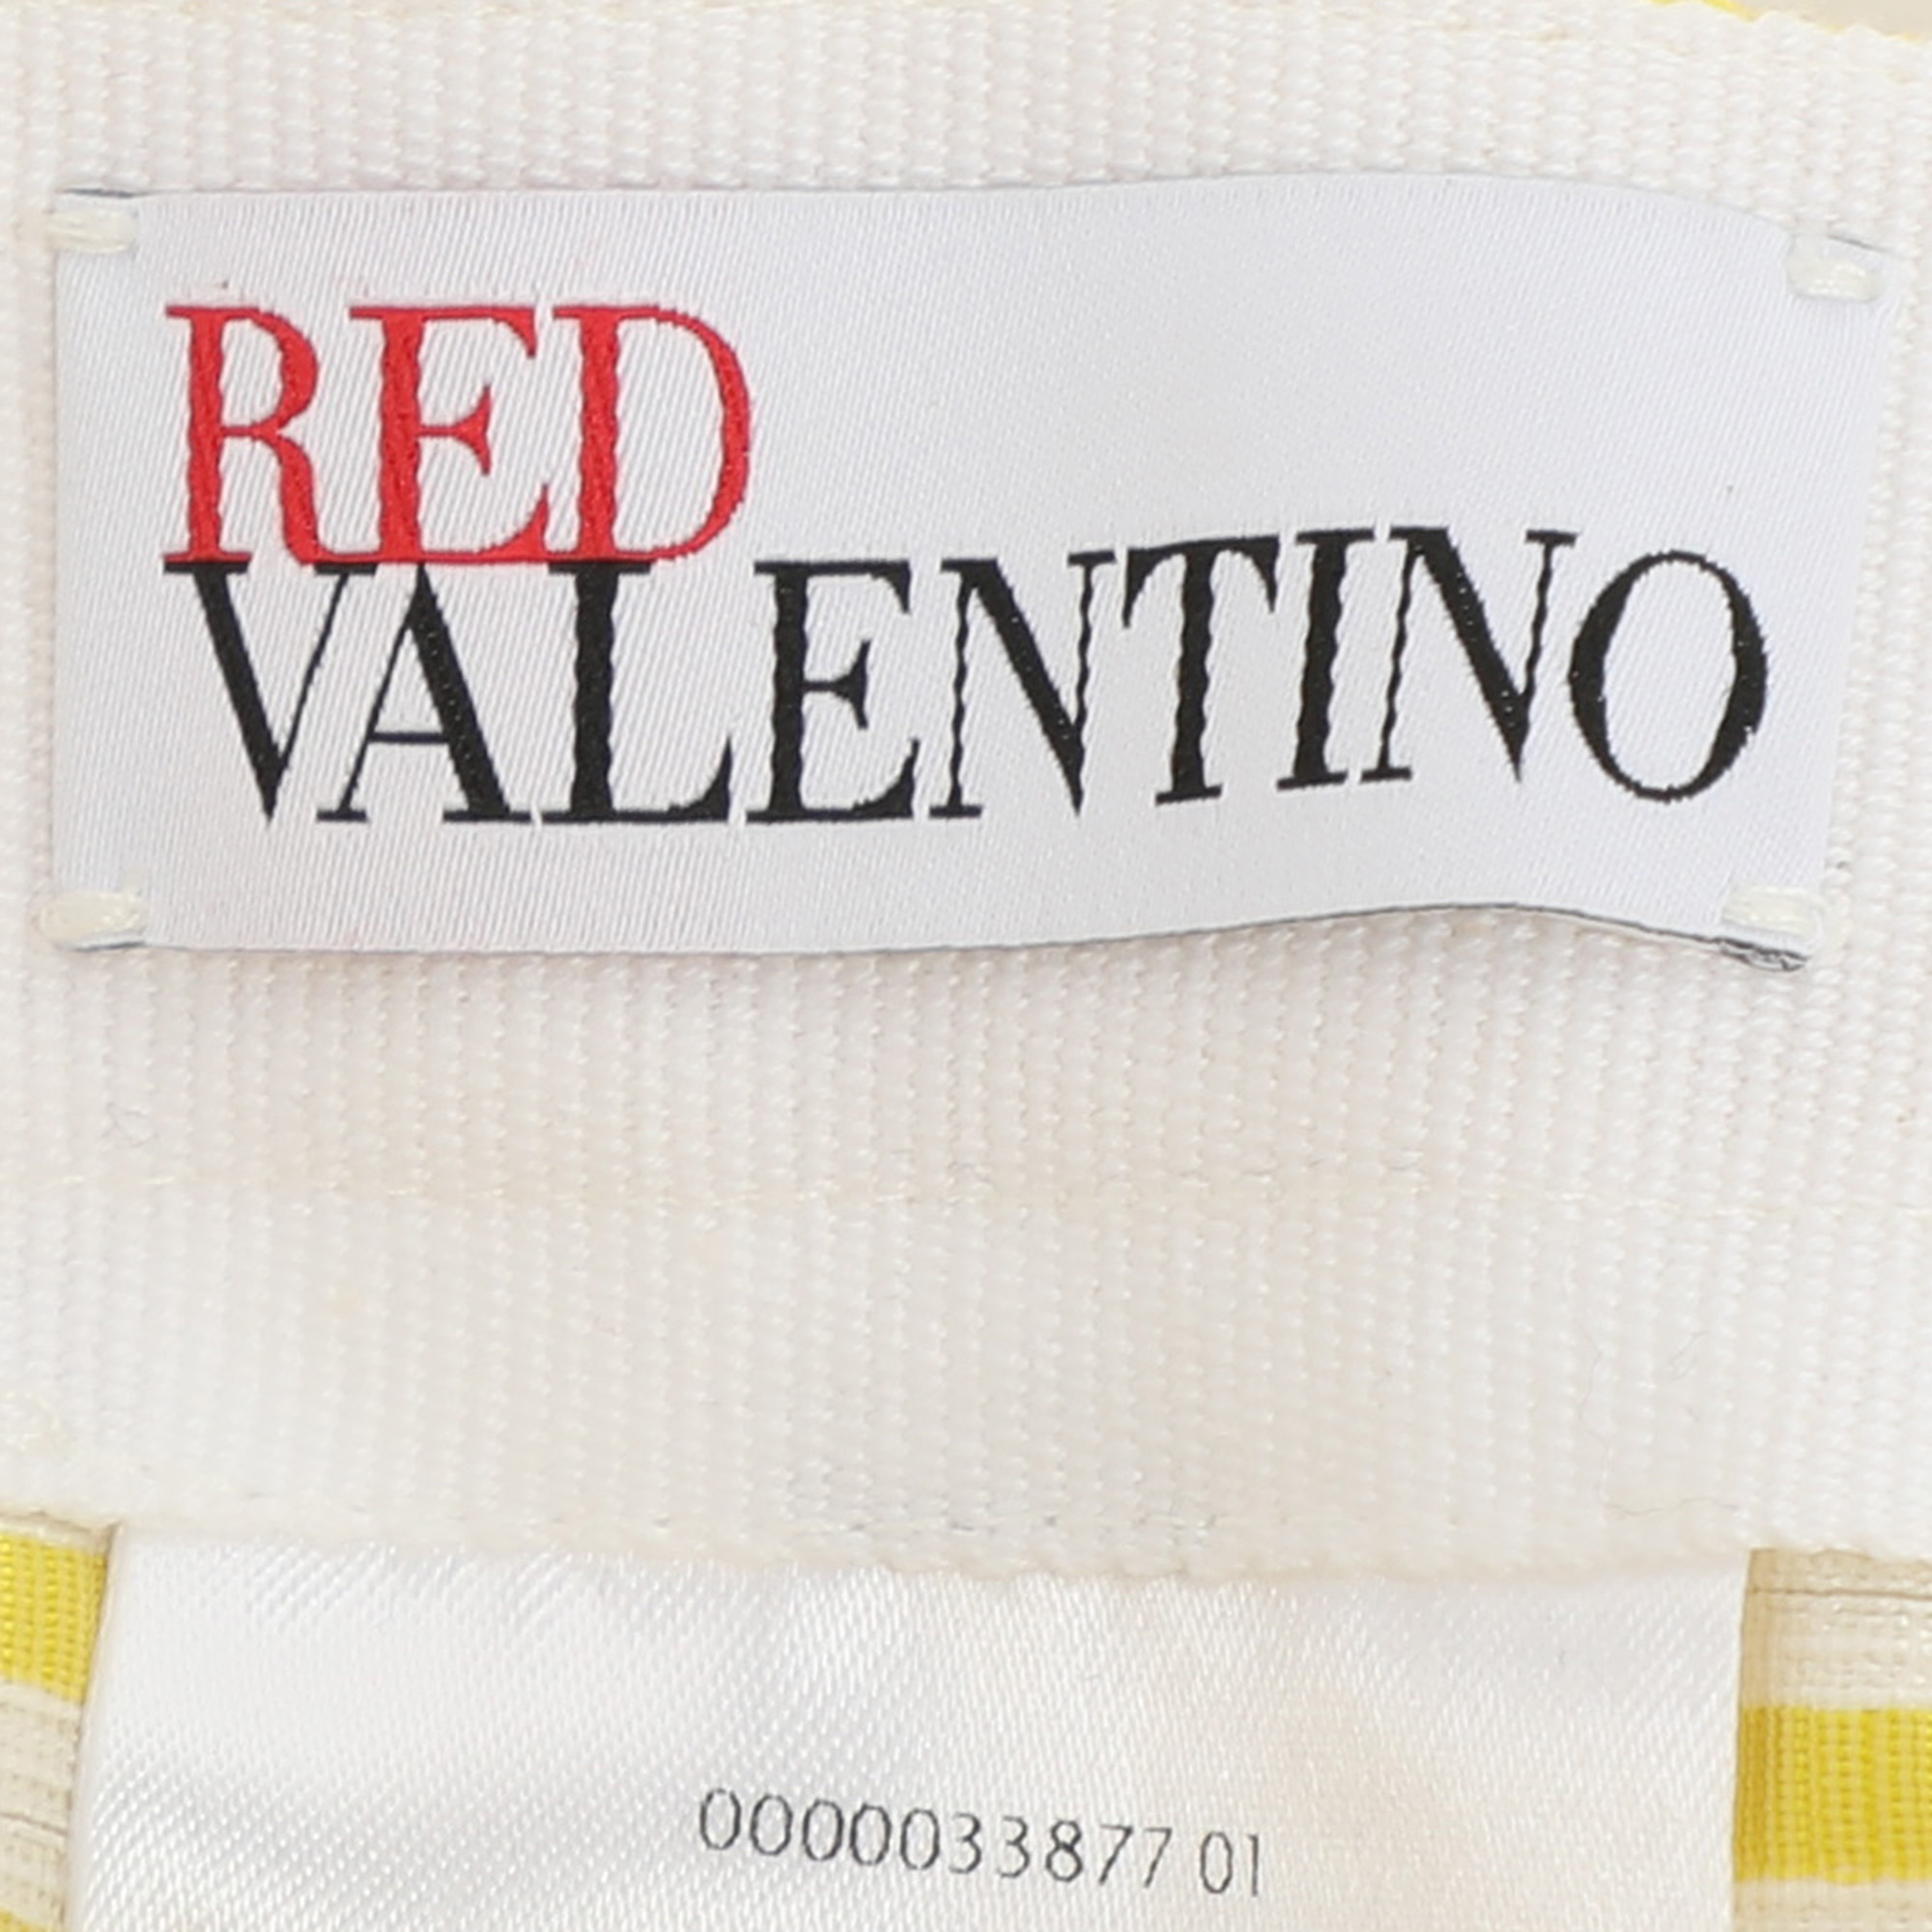 RED
VALENTINO
0000033877 01